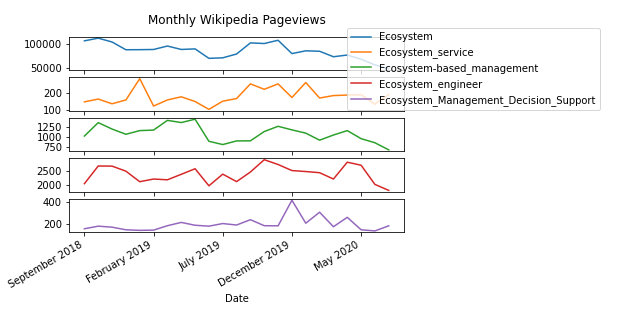 Monthly Wikipedia Pageviews
Ecosystem
Ecosystem_service
Ecosystem-based_management
Ecosystem_engineer
Ecosystem_Management_Decision_Support
100000
50000
200
100
1250
1000
750
2500
2000
400
200
September 2018
February 2019
July 2019
December 2019
May 2020
Date